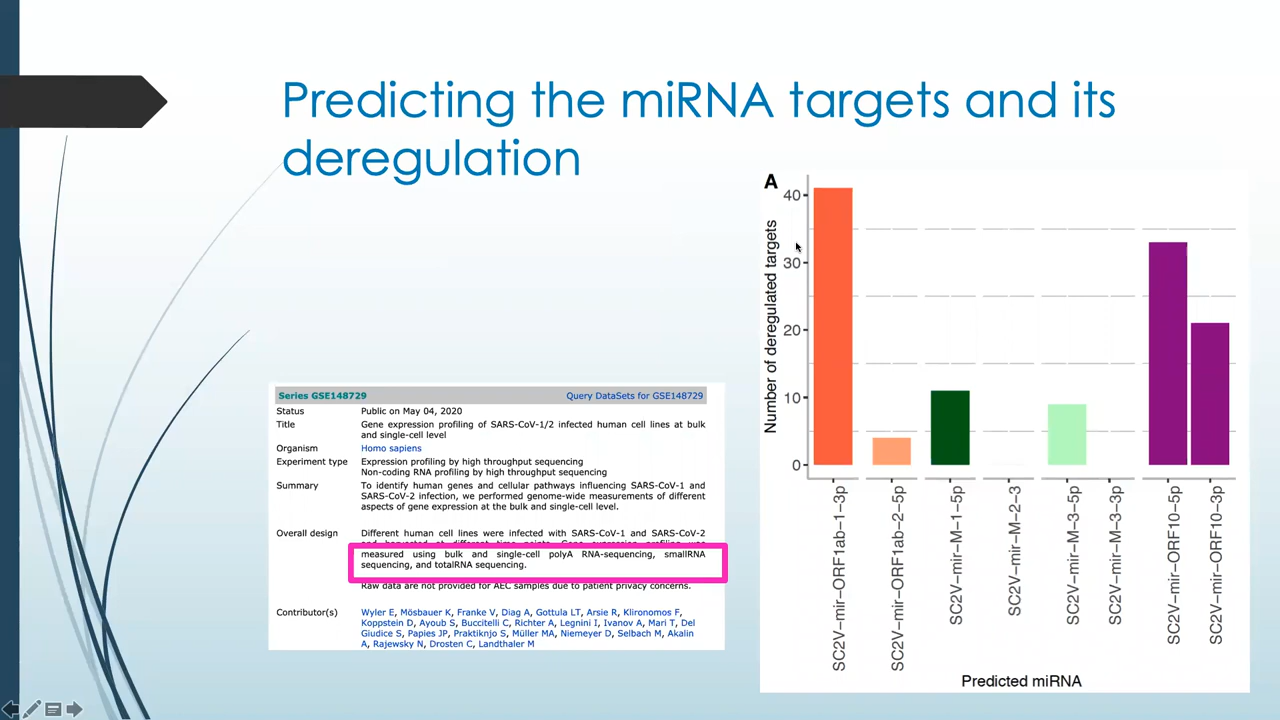 Predicting the miRNA targets and its
deregulation
Series GSE148729 Query DataSets for GSE148729
Status Public on May 04, 2020
Title Gene expression profiling of SARS-CoV-1/2 infected human cell lines at bulk
and single-cell level
Organism Homo sapiens
Experiment type Expression profiling by high throughput sequencing
Non-coding RNA profiling by high throughput sequencing
Summary To identify human genes and cellular pathways influencing SARS-CoV-1 and
SARS-CoV-2 infection, we performed genome-wide measurements of different
aspects of gene expression at the bulk and single-cell level.
Overall design Different human cell lines were infected with SARS-CoV-1 and SARS-CoV-2
measured using bulk and single-cell polyA RNA-sequencing, smallRNA
sequencing, and totalRNA sequencing.
Raw data are not provided for AEC samples due to patient privacy concerns.
Contributor(s) Wyler E, Mösbauer K, Franke V, Diag A, Gottula LT, Arsie R, Klironomos F,
Koppstein D, Ayoub S, Buccitelli C, Richter A, Legnini I, Ivanov A, Mari T, Del
Giudice S, Papies JP, Praktiknjo S, Müller MA, Niemeyer D, Selbach M, Akalin
A, Rajewsky N, Drosten C, Landthaler M
A
Number of deregulated targets
40
30
20
10
0
SC2V-mir-ORF1ab-1-3p
SC2V-mir-ORF1ab-2-5p
SC2V-mir-M-1-5p
SC2V-mir-M-2-3
SC2V-mir-M-3-5p
SC2V-mir-M-3-3p
SC2V-mir-ORF10-5p
SC2V-mir-ORF10-3p
Predicted miRNA